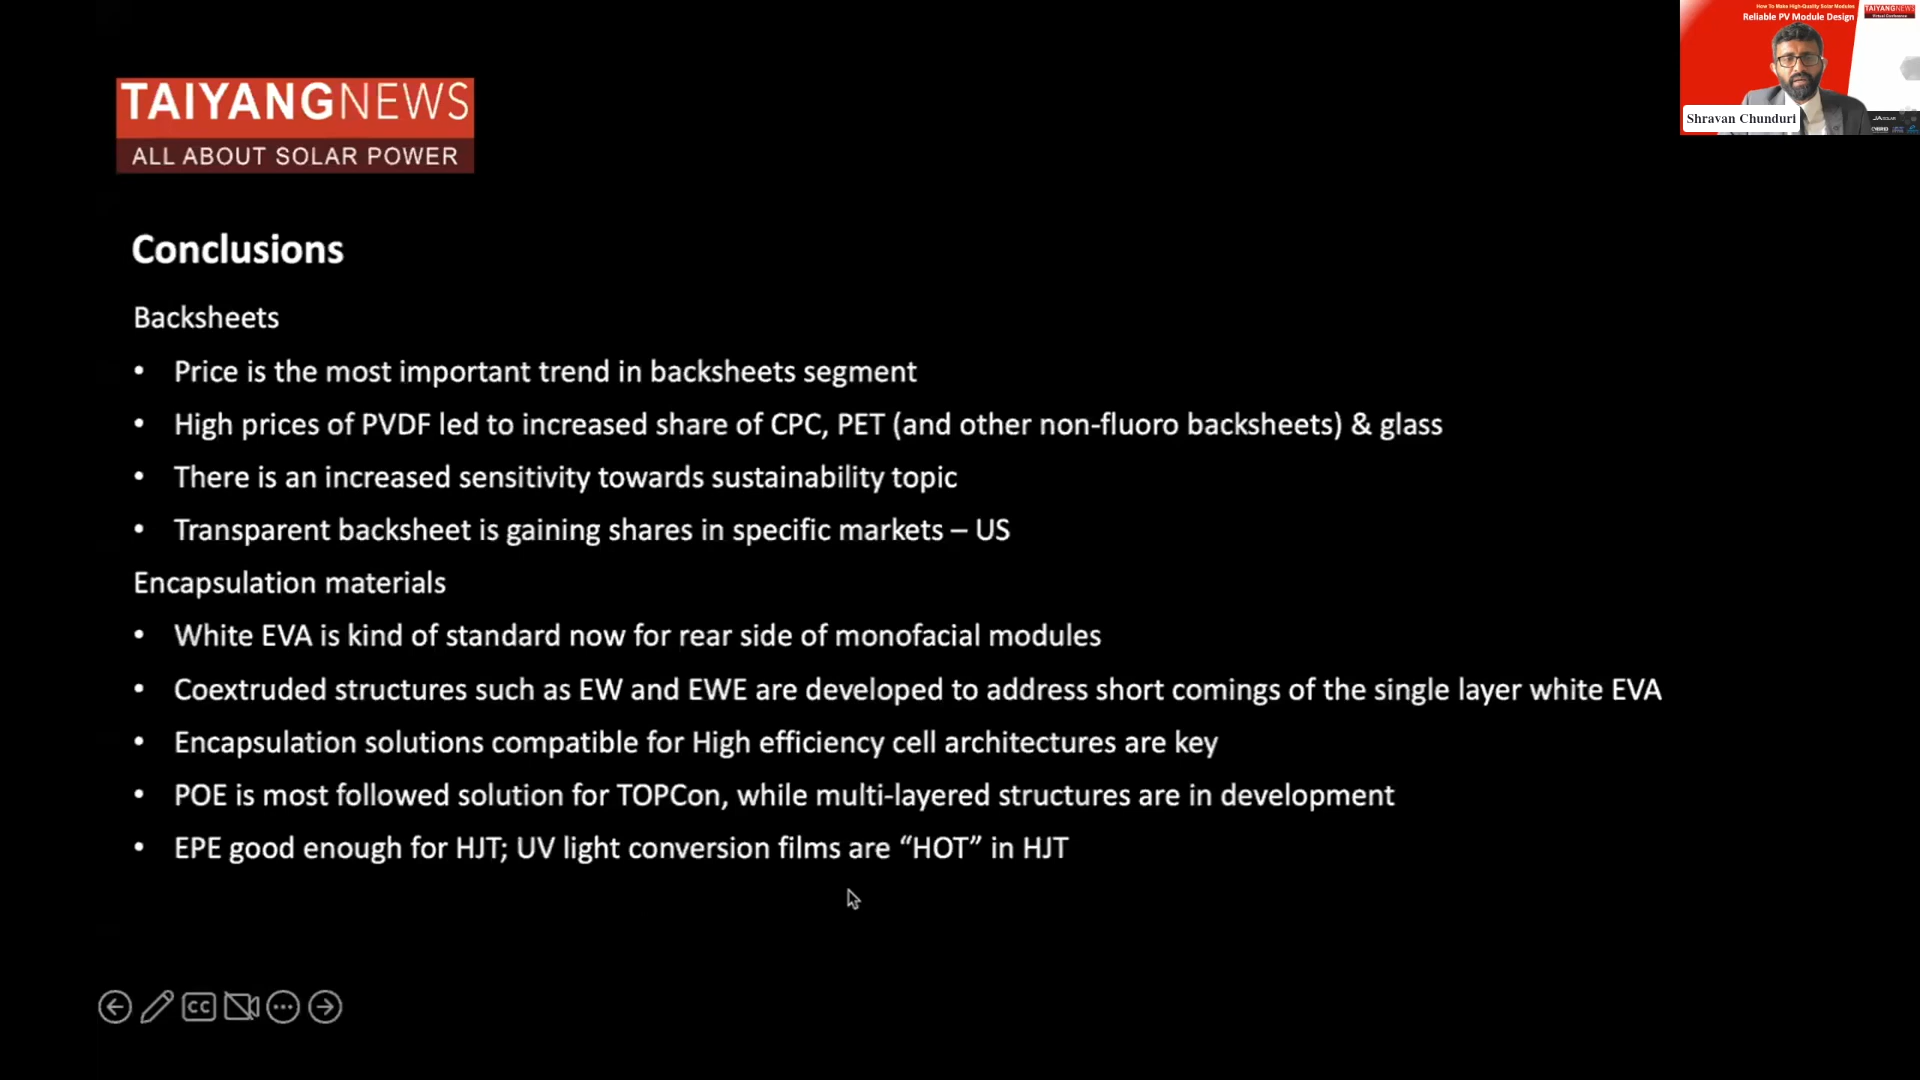 How To Make High-Quality Solar Modules
Reliable PV Module Design
TAIYANGNEWS
Virtual Conference
Shravan Chunduri
JA SOLAR
TAIYANGNEWS
ALL ABOUT SOLAR POWER
Conclusions
Backsheets
• Price is the most important trend in backsheets segment
• High prices of PVDF led to increased share of CPC, PET (and other non-fluoro backsheets) & glass
• There is an increased sensitivity towards sustainability topic
• Transparent backsheet is gaining shares in specific markets – US
Encapsulation materials
• White EVA is kind of standard now for rear side of monofacial modules
• Coextruded structures such as EW and EWE are developed to address short comings of the single layer white EVA
• Encapsulation solutions compatible for High efficiency cell architectures are key
• POE is most followed solution for TOPCon, while multi-layered structures are in development
• EPE good enough for HJT; UV light conversion films are “HOT” in HJT
CC